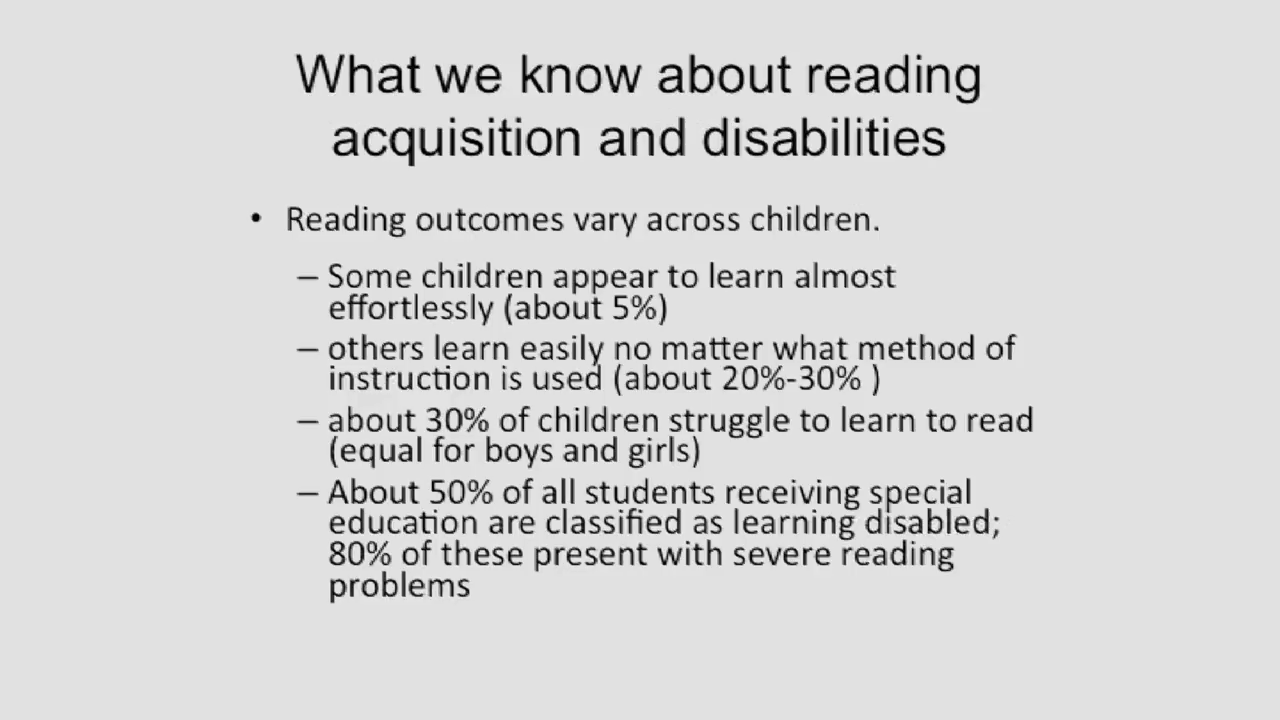 What we know about reading
acquisition and disabilities
• Reading outcomes vary across children.
– Some children appear to learn almost
effortlessly (about 5%)
– others learn easily no matter what method of
instruction is used (about 20%-30% )
– about 30% of children struggle to learn to read
(equal for boys and girls)
– About 50% of all students receiving special
education are classified as learning disabled;
80% of these present with severe reading
problems